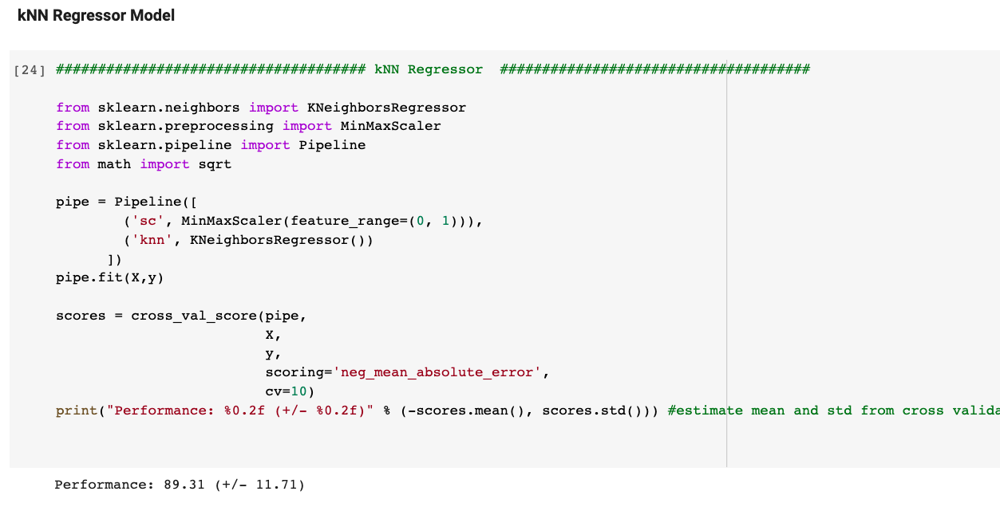 kNN Regressor Model
[24] ##################################### kNN Regressor #####################################
from sklearn.neighbors import KNeighborsRegressor
from sklearn.preprocessing import MinMaxScaler
from sklearn.pipeline import Pipeline
from math import sqrt
pipe = Pipeline([
('sc', MinMaxScaler(feature_range=(0, 1))),
('knn', KNeighborsRegressor())
])
pipe.fit(X,y)
scores = cross_val_score(pipe,
X,
y,
scoring='neg_mean_absolute_error',
cv=10)
print("Performance: %0.2f (+/- %0.2f)" % (-scores.mean(), scores.std())) #estimate mean and std from cross valida
Performance: 89.31 (+/- 11.71)